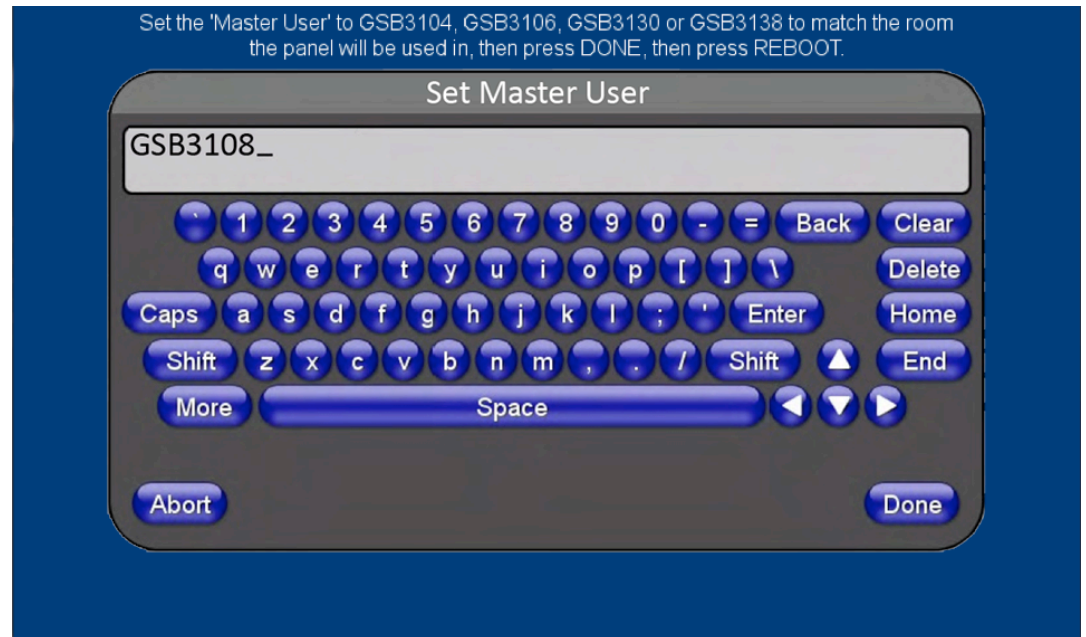 Set the 'Master User' to GSB3104, GSB3106, GSB3130 or GSB3138 to match the room
the panel will be used in, then press DONE, then press REBOOT.
Set Master User
GSB3108_
` 1 2 3 4 5 6 7 8 9 0 - = Back Clear
q w e r t y u i o p [ ] \ Delete
Caps a s d f g h j k l ; ' Enter Home
Shift z x c v b n m , . / Shift End
More Space
Abort Done